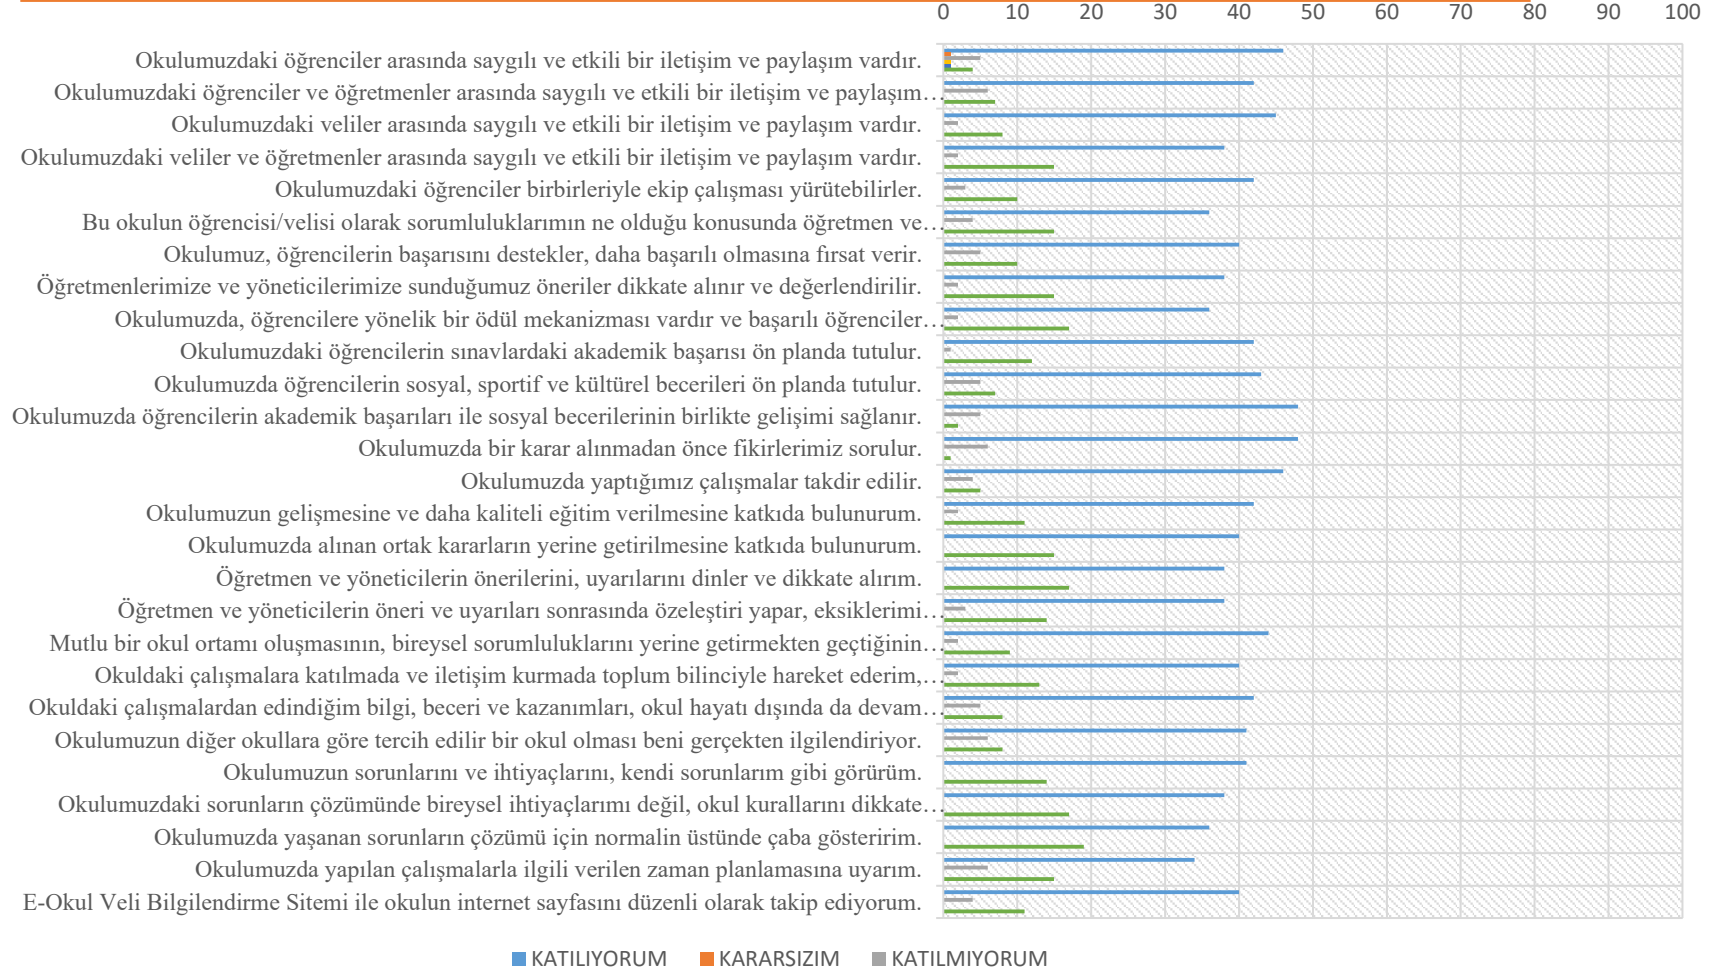 0 10 20 30 40 50 60 70 80 90 100
Okulumuzdaki öğrenciler arasında saygılı ve etkili bir iletişim ve paylaşım vardır.
Okulumuzdaki öğrenciler ve öğretmenler arasında saygılı ve etkili bir iletişim ve paylaşım…
Okulumuzdaki veliler arasında saygılı ve etkili bir iletişim ve paylaşım vardır.
Okulumuzdaki veliler ve öğretmenler arasında saygılı ve etkili bir iletişim ve paylaşım vardır.
Okulumuzdaki öğrenciler birbirleriyle ekip çalışması yürütebilirler.
Bu okulun öğrencisi/velisi olarak sorumluluklarımın ne olduğu konusunda öğretmen ve…
Okulumuz, öğrencilerin başarısını destekler, daha başarılı olmasına fırsat verir.
Öğretmenlerimize ve yöneticilerimize sunduğumuz öneriler dikkate alınır ve değerlendirilir.
Okulumuzda, öğrencilere yönelik bir ödül mekanizması vardır ve başarılı öğrenciler…
Okulumuzdaki öğrencilerin sınavlardaki akademik başarısı ön planda tutulur.
Okulumuzda öğrencilerin sosyal, sportif ve kültürel becerileri ön planda tutulur.
Okulumuzda öğrencilerin akademik başarıları ile sosyal becerilerinin birlikte gelişimi sağlanır.
Okulumuzda bir karar alınmadan önce fikirlerimiz sorulur.
Okulumuzda yaptığımız çalışmalar takdir edilir.
Okulumuzun gelişmesine ve daha kaliteli eğitim verilmesine katkıda bulunurum.
Okulumuzda alınan ortak kararların yerine getirilmesine katkıda bulunurum.
Öğretmen ve yöneticilerin önerilerini, uyarılarını dinler ve dikkate alırım.
Öğretmen ve yöneticilerin öneri ve uyarıları sonrasında özeleştiri yapar, eksiklerimi…
Mutlu bir okul ortamı oluşmasının, bireysel sorumluluklarını yerine getirmekten geçtiğinin…
Okuldaki çalışmalara katılmada ve iletişim kurmada toplum bilinciyle hareket ederim,…
Okuldaki çalışmalardan edindiğim bilgi, beceri ve kazanımları, okul hayatı dışında da devam…
Okulumuzun diğer okullara göre tercih edilir bir okul olması beni gerçekten ilgilendiriyor.
Okulumuzun sorunlarını ve ihtiyaçlarını, kendi sorunlarım gibi görürüm.
Okulumuzdaki sorunların çözümünde bireysel ihtiyaçlarımı değil, okul kurallarını dikkate…
Okulumuzda yaşanan sorunların çözümü için normalin üstünde çaba gösteririm.
Okulumuzda yapılan çalışmalarla ilgili verilen zaman planlamasına uyarım.
E-Okul Veli Bilgilendirme Sitemi ile okulun internet sayfasını düzenli olarak takip ediyorum.
KATILIYORUM KARARSIZIM KATILMIYORUM